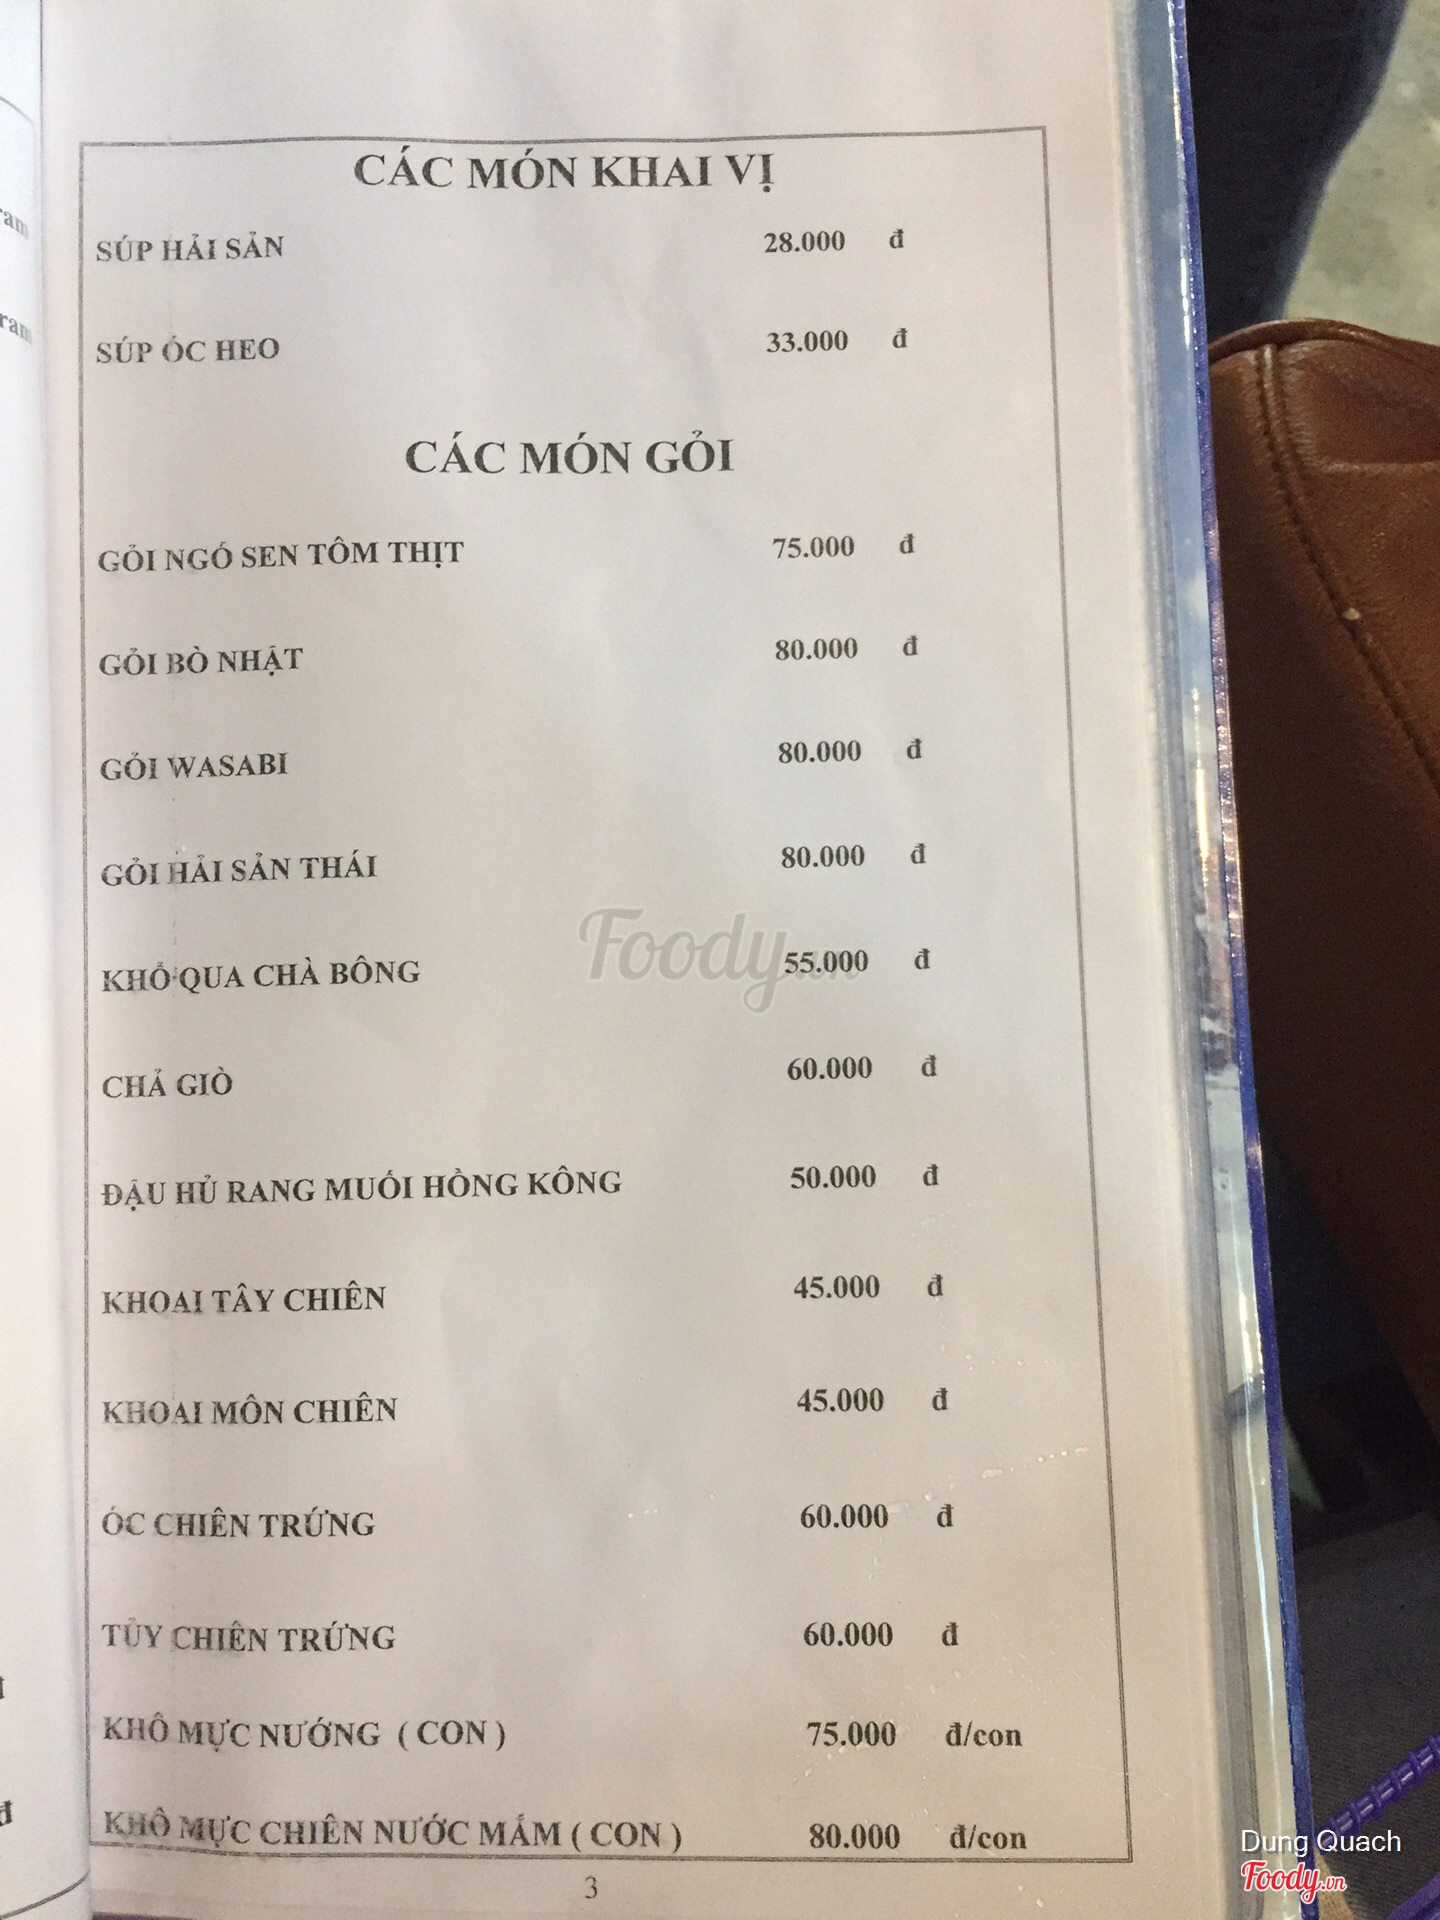 CÁC MÓN KHAI VỊ
SÚP HẢI SẢN 28.000 đ
SÚP ÓC HEO 33.000 đ
CÁC MÓN GỎI
GỎI NGÓ SEN TÔM THỊT 75.000 đ
GỎI BÒ NHẬT 80.000 đ
GỎI WASABI 80.000 đ
GỎI HẢI SẢN THÁI 80.000 đ
KHỔ QUA CHÀ BÔNG 55.000 đ
CHẢ GIÒ 60.000 đ
ĐẬU HỦ RANG MUỐI HỒNG KÔNG 50.000 đ
KHOAI TÂY CHIÊN 45.000 đ
KHOAI MÔN CHIÊN 45.000 đ
ÓC CHIÊN TRỨNG 60.000 đ
TỦY CHIÊN TRỨNG 60.000 đ
KHÔ MỰC NƯỚNG ( CON ) 75.000 đ/con
KHÔ MỰC CHIÊN NƯỚC MẮM ( CON ) 80.000 đ/con
3
Foody.vn
Dung Quach
Foody.vn